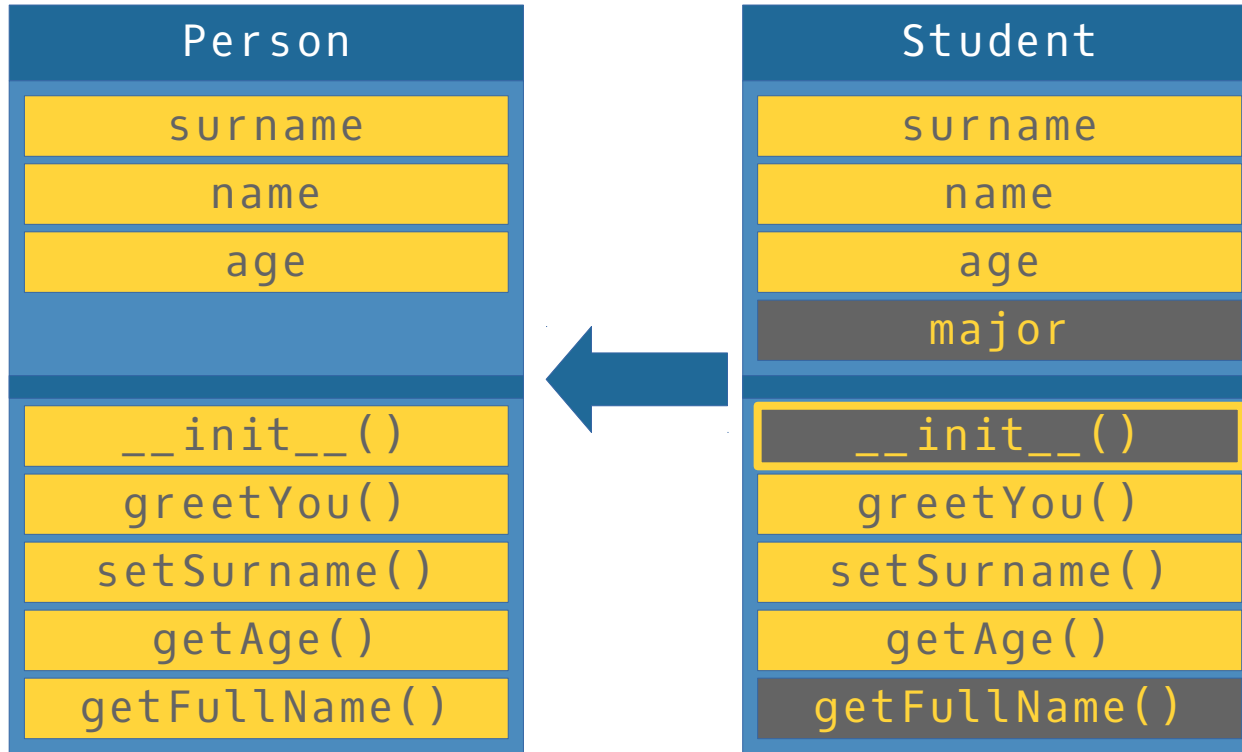 Person
surname
name
age
__init__()
greetYou()
setSurname()
getAge()
getFullName()
Student
surname
name
age
major
__init__()
greetYou()
setSurname()
getAge()
getFullName()